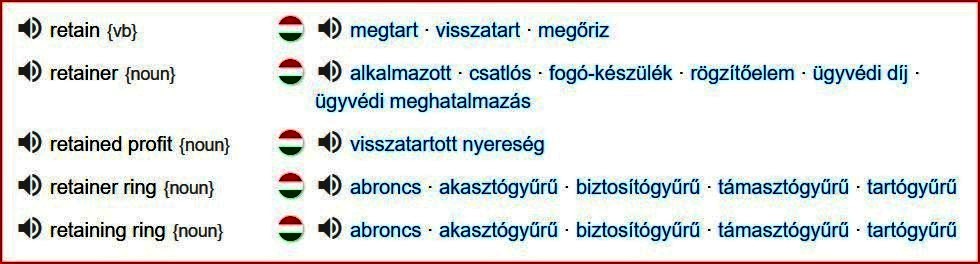 retain {vb} megtart · visszatart · megőriz
retainer {noun} alkalmazott · csatlós · fogó-készülék · rögzítőelem · ügyvédi díj ·
ügyvédi meghatalmazás
retained profit {noun} visszatartott nyereség
retainer ring {noun} abroncs · akasztógyűrű · biztosítógyűrű · támasztógyűrű · tartógyűrű
retaining ring {noun} abroncs · akasztógyűrű · biztosítógyűrű · támasztógyűrű · tartógyűrű